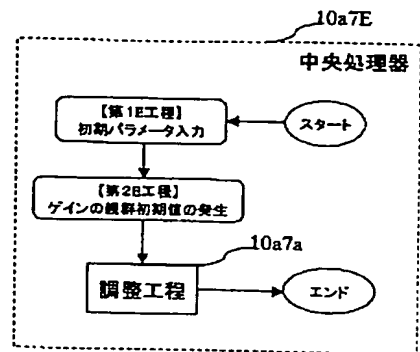 10a7E
中央処理器
【第1E工程】
初期パラメータ入力
スタート
【第2E工程】
ゲインの親群初期値の発生
10a7a
調整工程
エンド